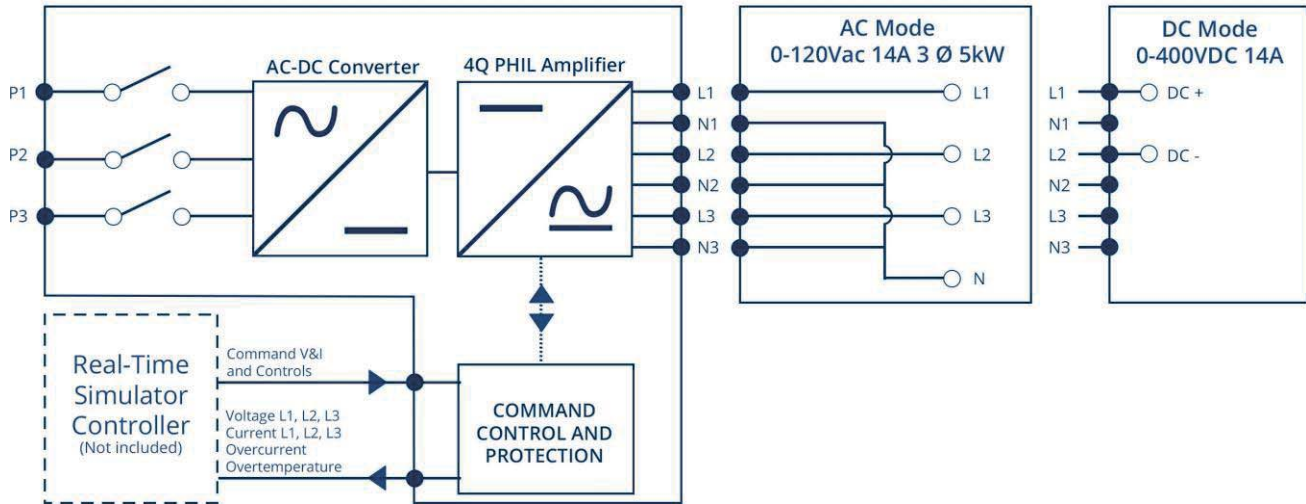 AC-DC Converter
4Q PHIL Amplifier
P1
P2
P3
L1
N1
L2
N2
L3
N3
AC Mode
0-120Vac 14A 3 Ø 5kW
L1
L2
L3
N
DC Mode
0-400VDC 14A
L1
N1
L2
N2
L3
N3
DC +
DC -
Real-Time
Simulator
Controller
(Not included)
Command V&I
and Controls
Voltage L1, L2, L3
Current L1, L2, L3
Overcurrent
Overtemperature
COMMAND
CONTROL AND
PROTECTION